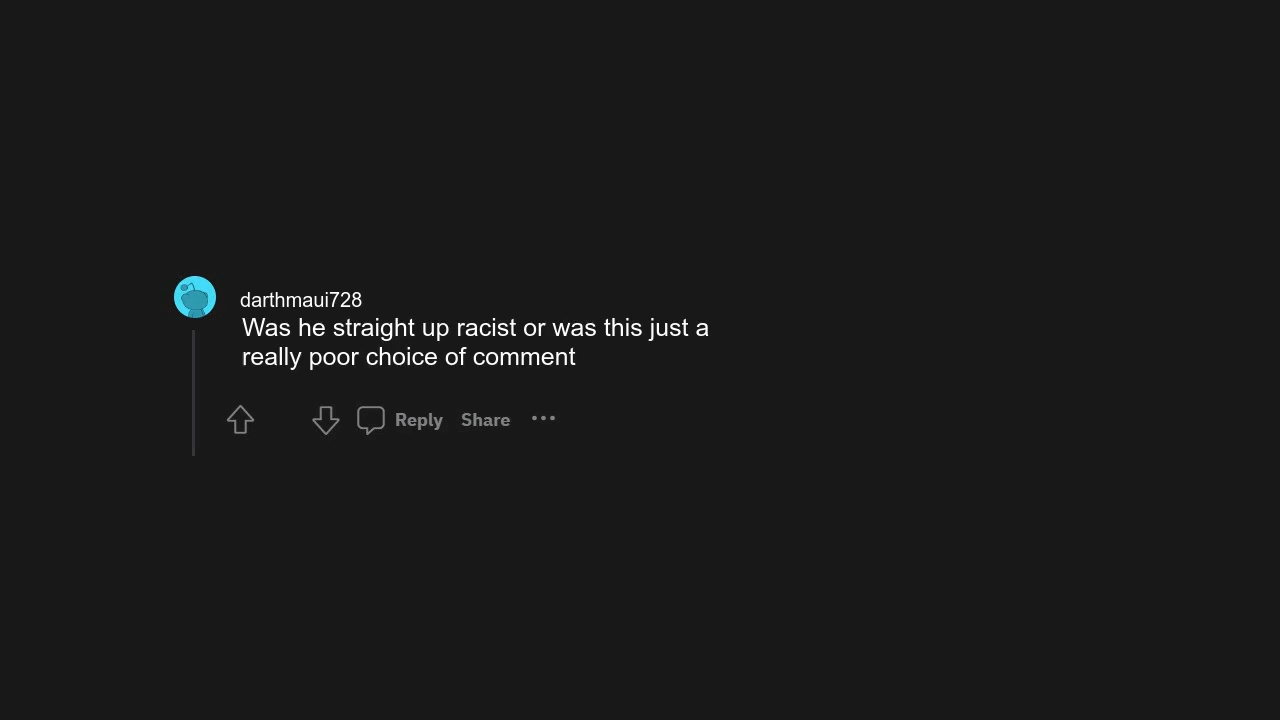 darthmaui728
Was he straight up racist or was this just a
really poor choice of comment
Reply Share